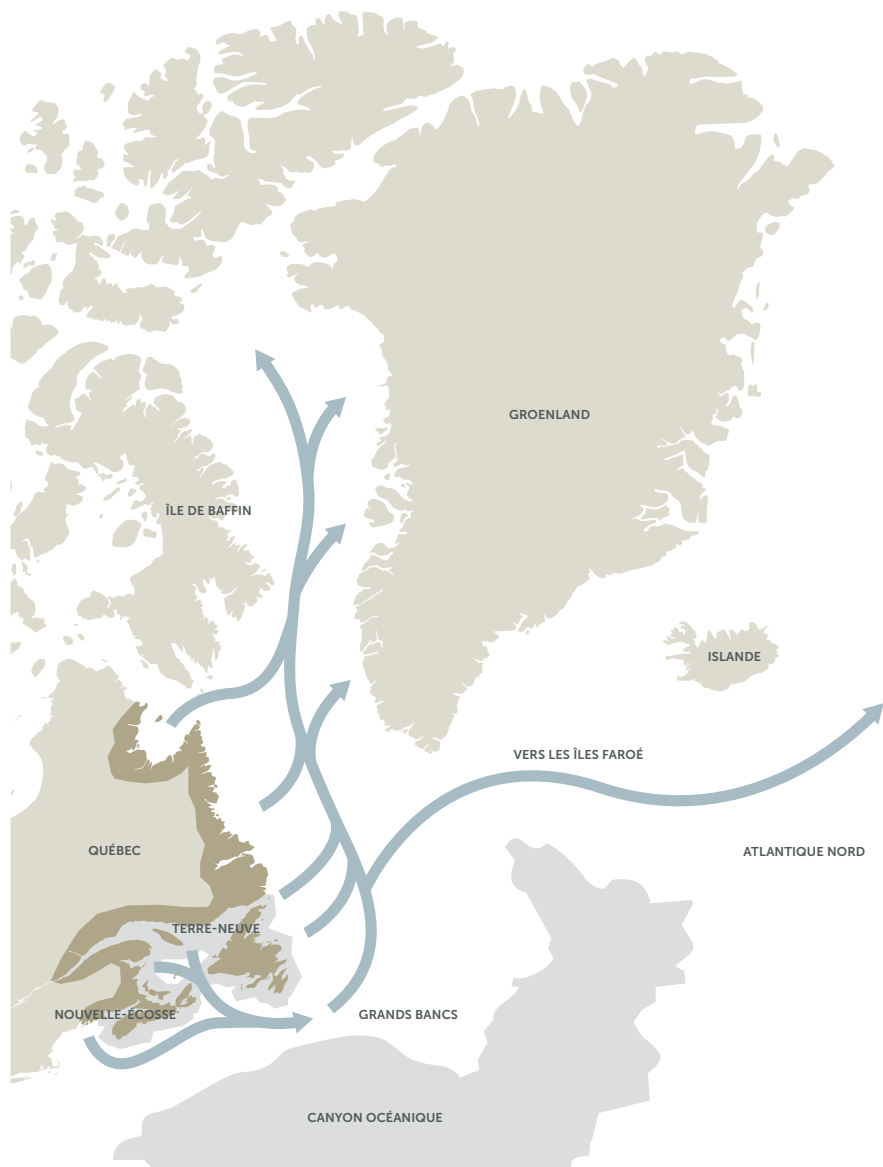 GROENLAND
ÎLE DE BAFFIN
ISLANDE
VERS LES ÎLES FAROÉ
QUÉBEC
ATLANTIQUE NORD
TERRE-NEUVE
NOUVELLE-ÉCOSSE
GRANDS BANCS
CANYON OCÉANIQUE